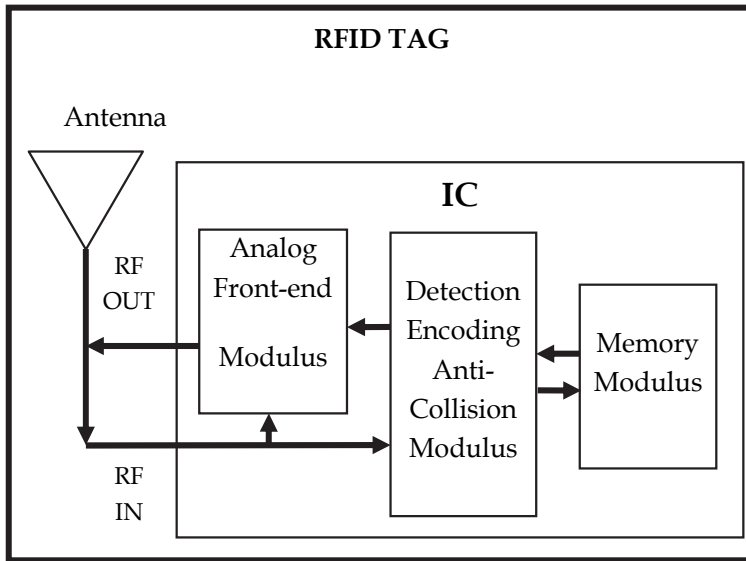 RFID TAG
Antenna
IC
RF
OUT
Analog
Front-end
Modulus
Detection
Encoding
Anti-
Collision
Modulus
Memory
Modulus
RF
IN